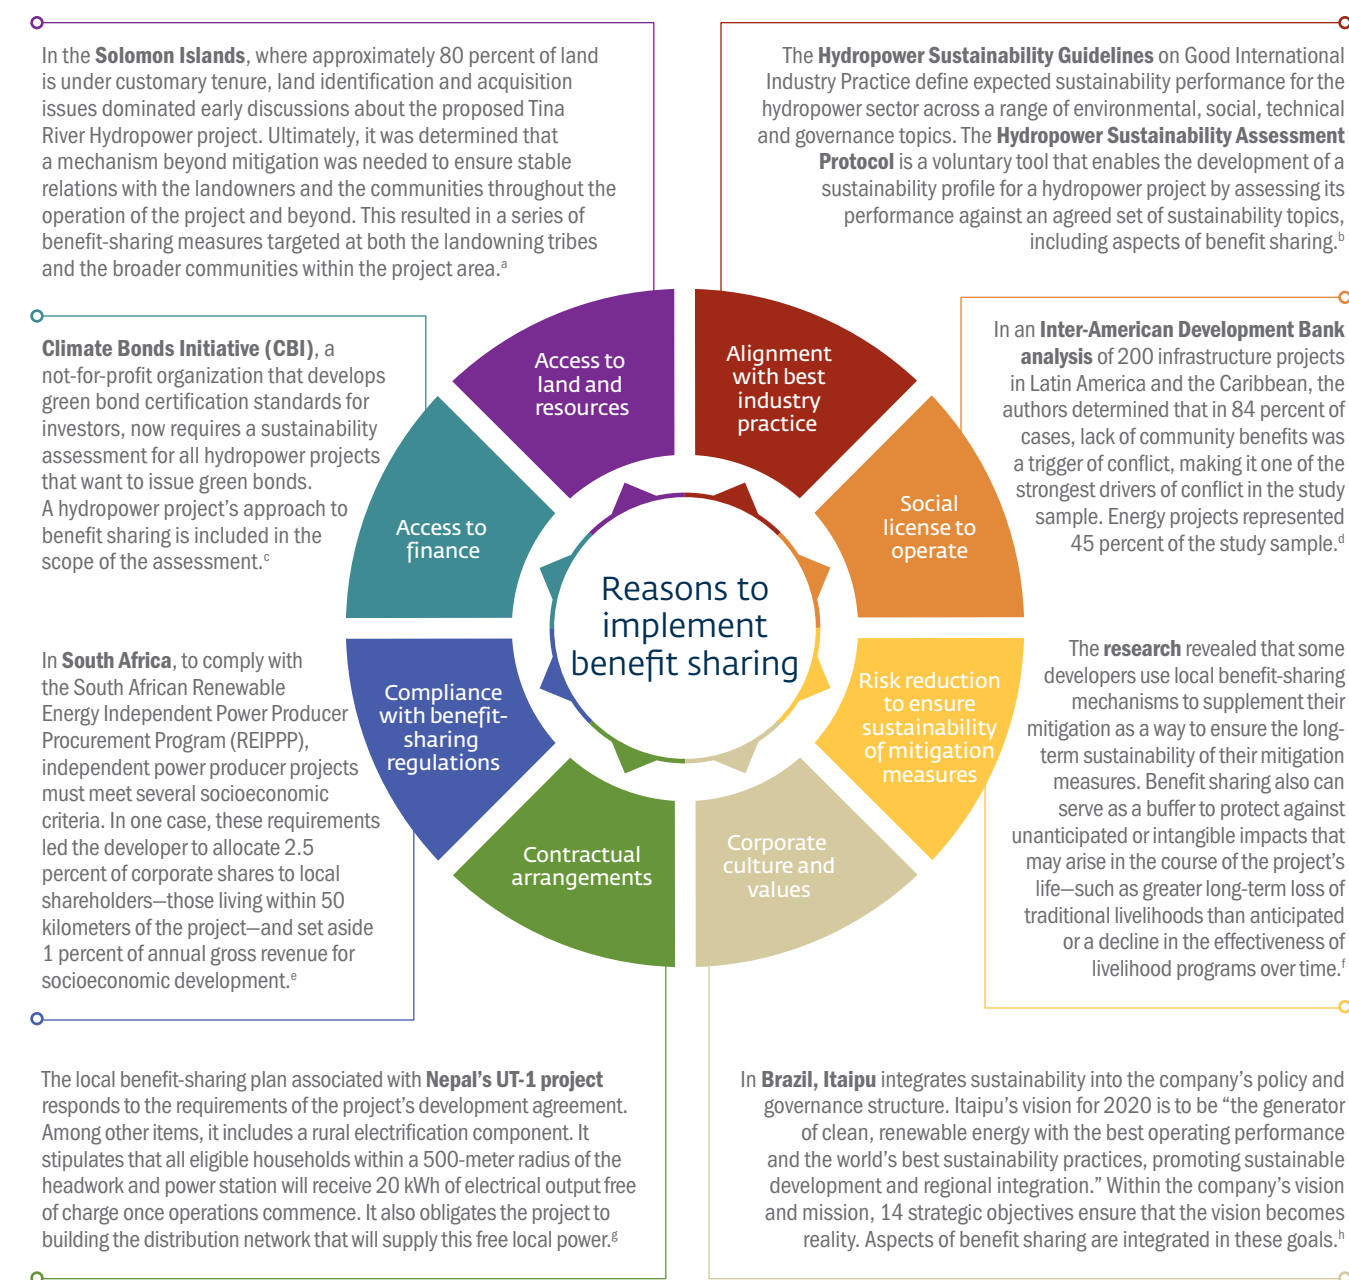 In the Solomon Islands, where approximately 80 percent of land
is under customary tenure, land identification and acquisition
issues dominated early discussions about the proposed Tina
River Hydropower project. Ultimately, it was determined that
a mechanism beyond mitigation was needed to ensure stable
relations with the landowners and the communities throughout the
operation of the project and beyond. This resulted in a series of
benefit-sharing measures targeted at both the landowning tribes
and the broader communities within the project area.a
The Hydropower Sustainability Guidelines on Good International
Industry Practice define expected sustainability performance for the
hydropower sector across a range of environmental, social, technical
and governance topics. The Hydropower Sustainability Assessment
Protocol is a voluntary tool that enables the development of a
sustainability profile for a hydropower project by assessing its
performance against an agreed set of sustainability topics,
including aspects of benefit sharing.b
Climate Bonds Initiative (CBI), a
not-for-profit organization that develops
green bond certification standards for
investors, now requires a sustainability
assessment for all hydropower projects
that want to issue green bonds.
A hydropower project's approach to
benefit sharing is included in the
scope of the assessment.c
In an Inter-American Development Bank
analysis of 200 infrastructure projects
in Latin America and the Caribbean, the
authors determined that in 84 percent of
cases, lack of community benefits was
a trigger of conflict, making it one of the
strongest drivers of conflict in the study
sample. Energy projects represented
45 percent of the study sample.d
Access to
land and
resources
Alignment
with best
industry
practice
Access to
finance
Social
license to
operate
Reasons to
implement
benefit sharing
Compliance
with benefit-
sharing
regulations
Risk reduction
to ensure
sustainability
of mitigation
measures
Contractual
arrangements
Corporate
culture and
values
In South Africa, to comply with
the South African Renewable
Energy Independent Power Producer
Procurement Program (REIPPP),
independent power producer projects
must meet several socioeconomic
criteria. In one case, these requirements
led the developer to allocate 2.5
percent of corporate shares to local
shareholders—those living within 50
kilometers of the project—and set aside
1 percent of annual gross revenue for
socioeconomic development.e
The research revealed that some
developers use local benefit-sharing
mechanisms to supplement their
mitigation as a way to ensure the long-
term sustainability of their mitigation
measures. Benefit sharing also can
serve as a buffer to protect against
unanticipated or intangible impacts that
may arise in the course of the project's
life—such as greater long-term loss of
traditional livelihoods than anticipated
or a decline in the effectiveness of
livelihood programs over time.f
The local benefit-sharing plan associated with Nepal's UT-1 project
responds to the requirements of the project's development agreement.
Among other items, it includes a rural electrification component. It
stipulates that all eligible households within a 500-meter radius of the
headwork and power station will receive 20 kWh of electrical output free
of charge once operations commence. It also obligates the project to
building the distribution network that will supply this free local power.g
In Brazil, Itaipu integrates sustainability into the company's policy and
governance structure. Itaipu's vision for 2020 is to be “the generator
of clean, renewable energy with the best operating performance
and the world's best sustainability practices, promoting sustainable
development and regional integration.” Within the company's vision
and mission, 14 strategic objectives ensure that the vision becomes
reality. Aspects of benefit sharing are integrated in these goals.h